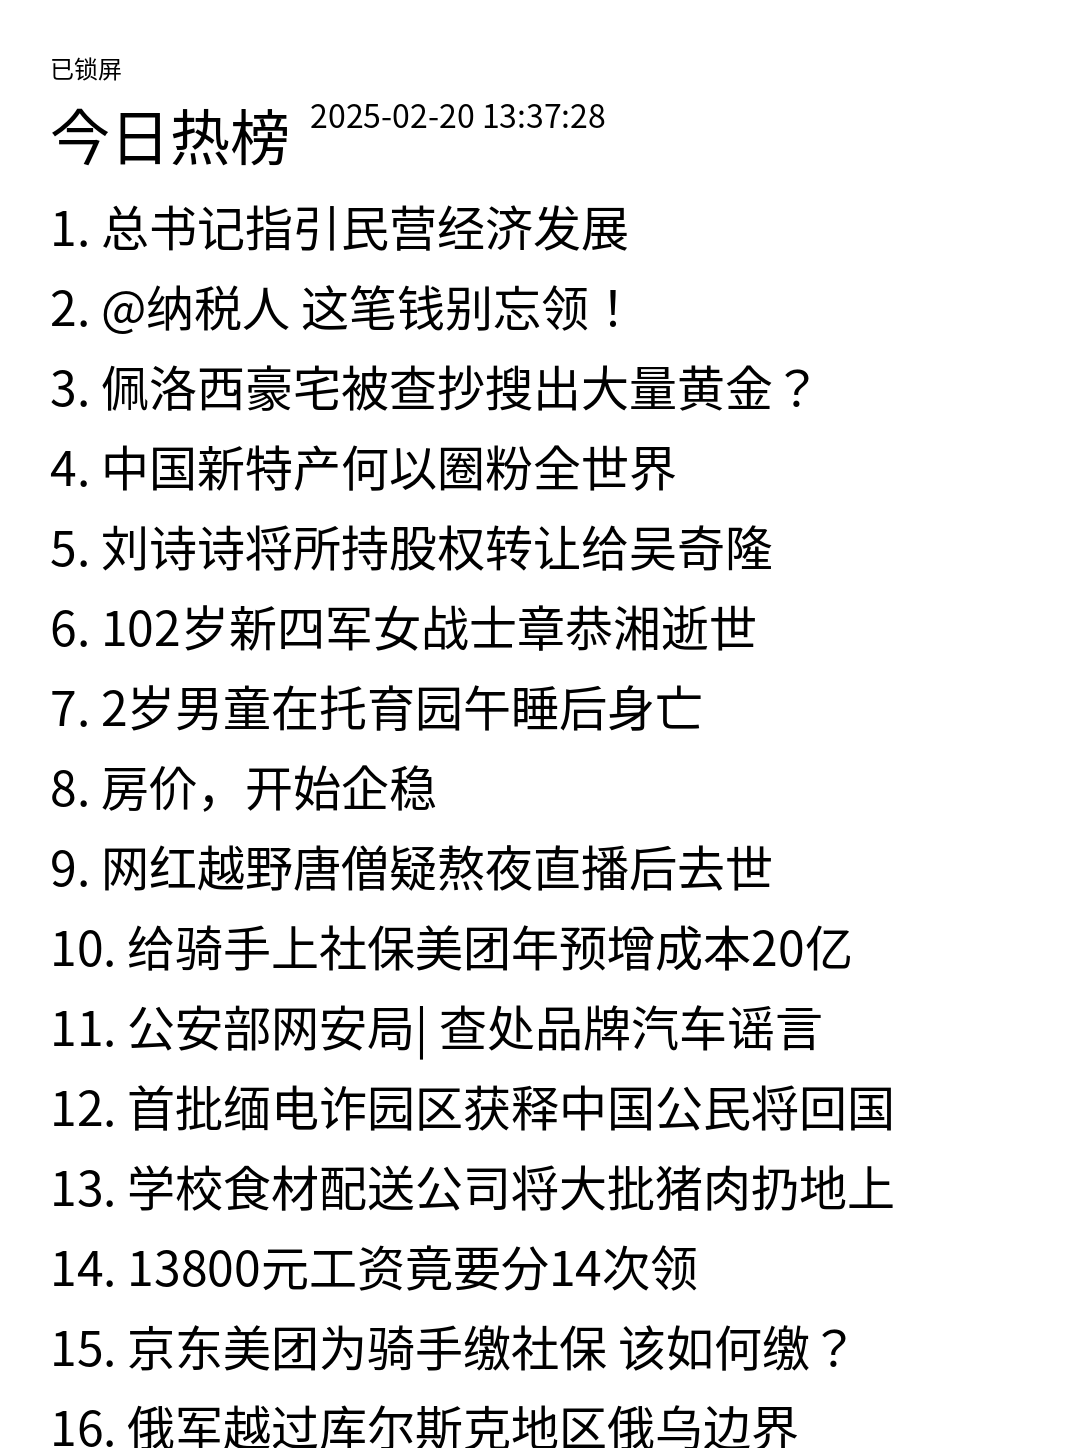 已锁屏
今日热榜 2025-02-20 13:37:28
1. 总书记指引民营经济发展
2. @纳税人 这笔钱别忘领！
3. 佩洛西豪宅被查抄搜出大量黄金？
4. 中国新特产何以圈粉全世界
5. 刘诗诗将所持股权转让给吴奇隆
6. 102岁新四军女战士章恭湘逝世
7. 2岁男童在托育园午睡后身亡
8. 房价，开始企稳
9. 网红越野唐僧疑熬夜直播后去世
10. 给骑手上社保美团年预增成本20亿
11. 公安部网安局| 查处品牌汽车谣言
12. 首批缅电诈园区获释中国公民将回国
13. 学校食材配送公司将大批猪肉扔地上
14. 13800元工资竟要分14次领
15. 京东美团为骑手缴社保 该如何缴？
16. 俄军越过库尔斯克地区俄乌边界